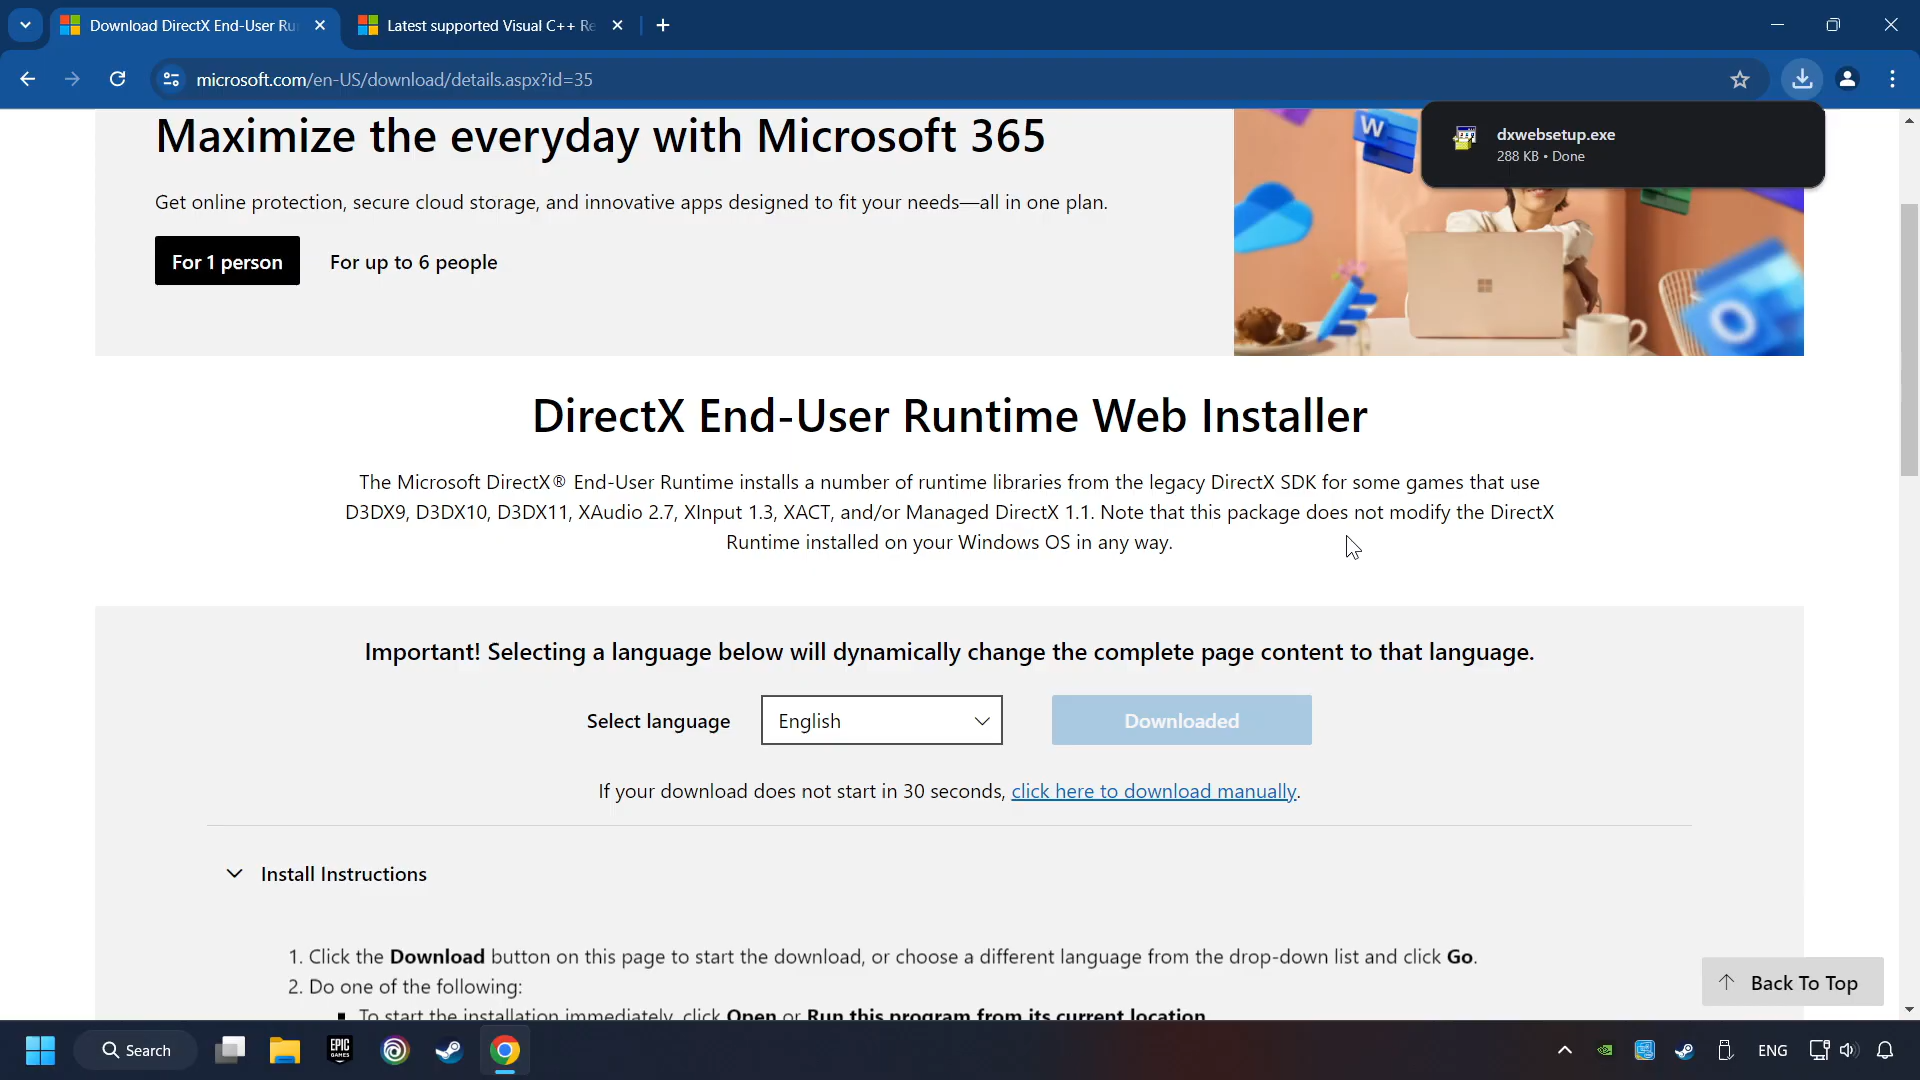 Download DirectX End-User Ru
Latest supported Visual C++ Re
microsoft.com/en-US/download/details.aspx?id=35
dxwebsetup.exe
288 KB • Done
Maximize the everyday with Microsoft 365
Get online protection, secure cloud storage, and innovative apps designed to fit your needs—all in one plan.
For 1 person
For up to 6 people
DirectX End-User Runtime Web Installer
The Microsoft DirectX® End-User Runtime installs a number of runtime libraries from the legacy DirectX SDK for some games that use
D3DX9, D3DX10, D3DX11, XAudio 2.7, XInput 1.3, XACT, and/or Managed DirectX 1.1. Note that this package does not modify the DirectX
Runtime installed on your Windows OS in any way.
Important! Selecting a language below will dynamically change the complete page content to that language.
Select language
English
Downloaded
If your download does not start in 30 seconds, click here to download manually.
Install Instructions
1. Click the Download button on this page to start the download, or choose a different language from the drop-down list and click Go.
2. Do one of the following:
▪ To start the installation immediately, click Open or Run this program from its current location.
Back To Top
Search
EPIC
GAMES
ENG